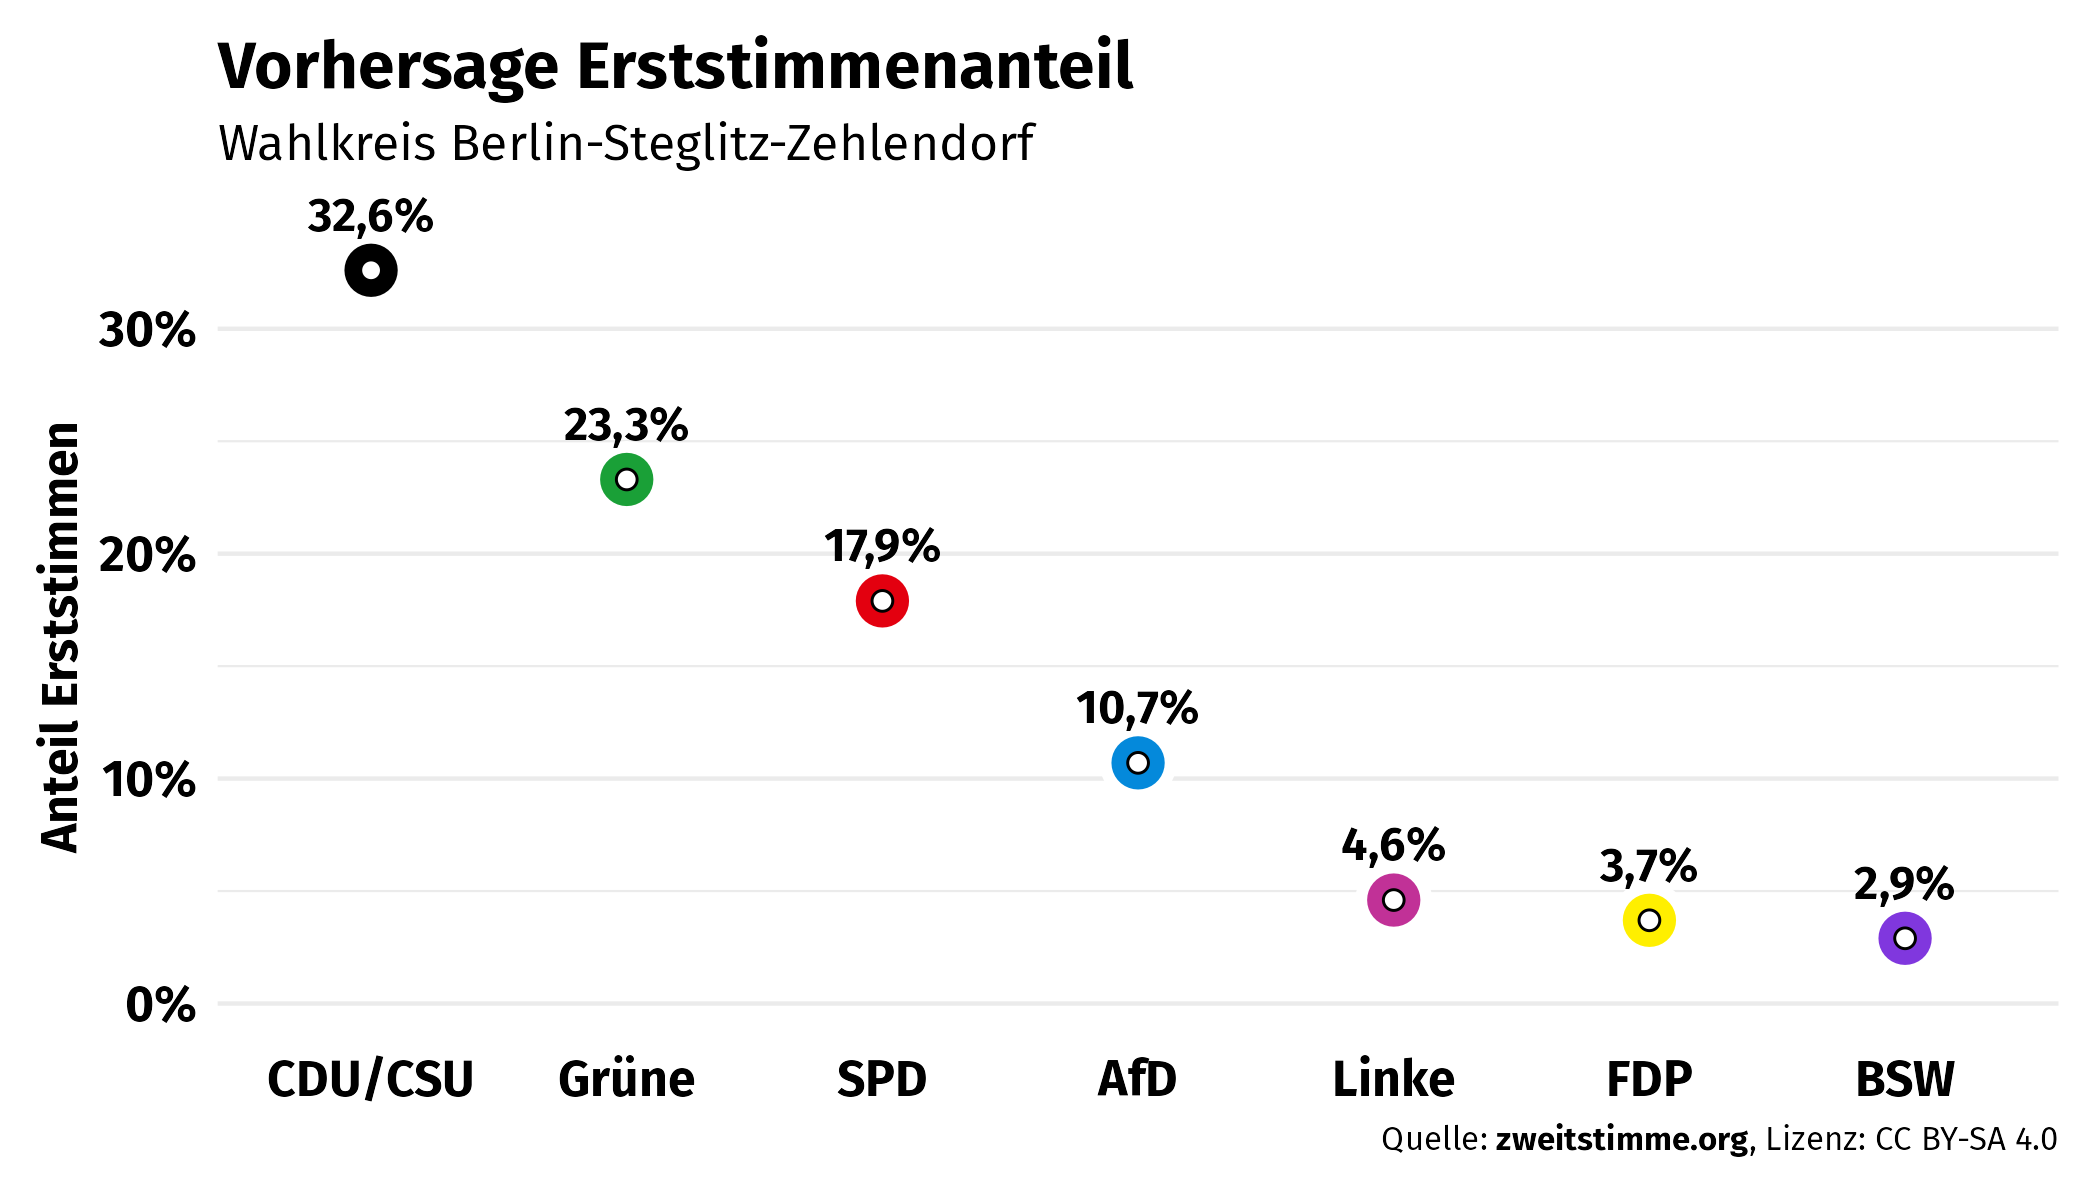 Vorhersage Erststimmenanteil
Wahlkreis Berlin-Steglitz-Zehlendorf
32,6%
30%
23,3%
20%
17,9%
10,7%
10%
4,6%
3,7%
2,9%
0%
Anteil Erststimmen
CDU/CSU Grüne SPD AfD Linke FDP BSW
Quelle: zweitstimme.org, Lizenz: CC BY-SA 4.0